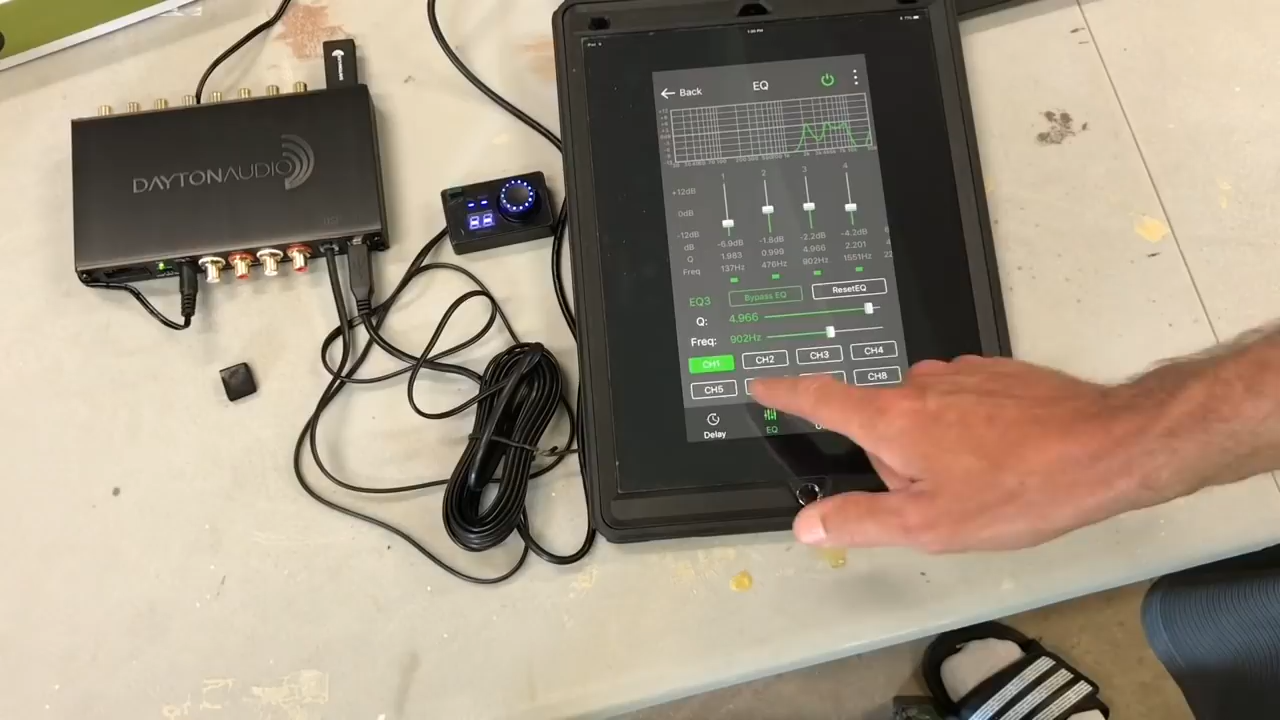 DAYTONAUDIO
Back
EQ
1
2
3
4
+12dB
0dB
-12dB
dB
-6.9dB
-1.8dB
-2.2dB
-4.2dB
Q
1.983
0.999
4.966
2.201
Freq
137Hz
476Hz
902Hz
1551Hz
EQ3
Bypass EQ
ResetEQ
Q:
4.966
Freq:
902Hz
CH1
CH2
CH3
CH4
CH5
CH8
Delay
EQ